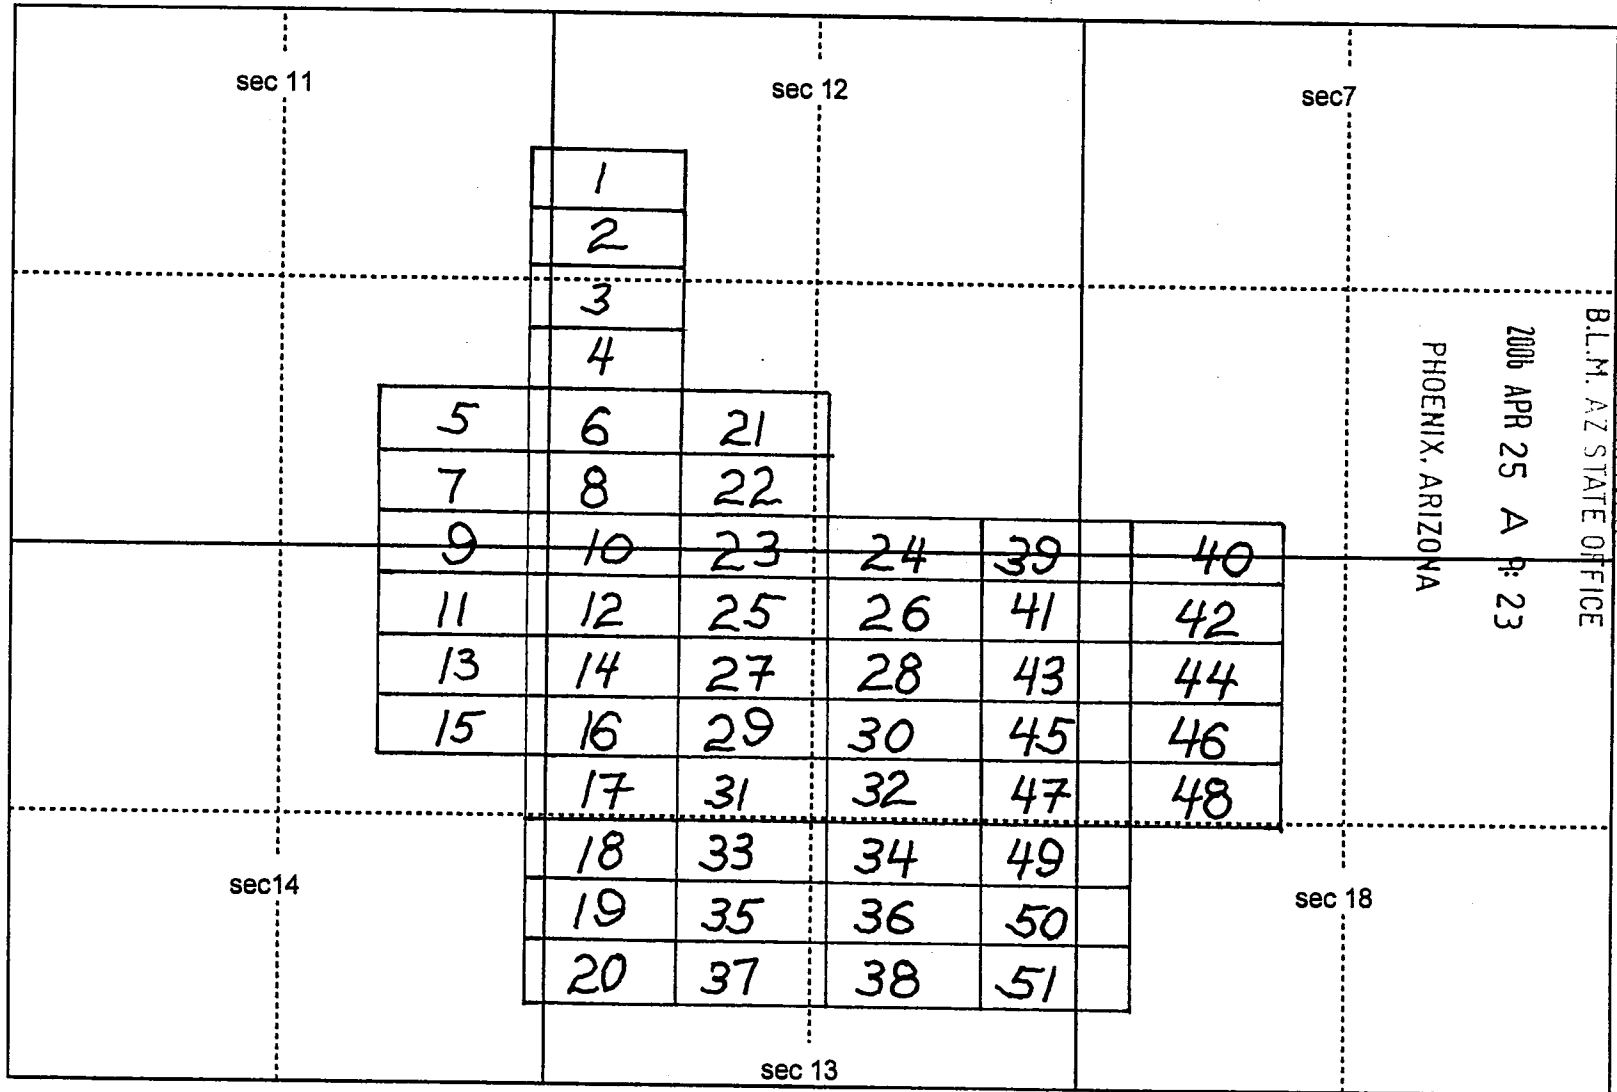 sec 11 sec 12 sec7
1
2
3
4
5 6 21
7 8 22
9 10 23 24 39 40
11 12 25 26 41 42
13 14 27 28 43 44
15 16 29 30 45 46
17 31 32 47 48
18 33 34 49
sec14 sec 18
19 35 36 50
20 37 38 51
sec 13
B.L.M. AZ STATE OFFICE
2006 APR 25 A 9: 23
PHOENIX, ARIZONA